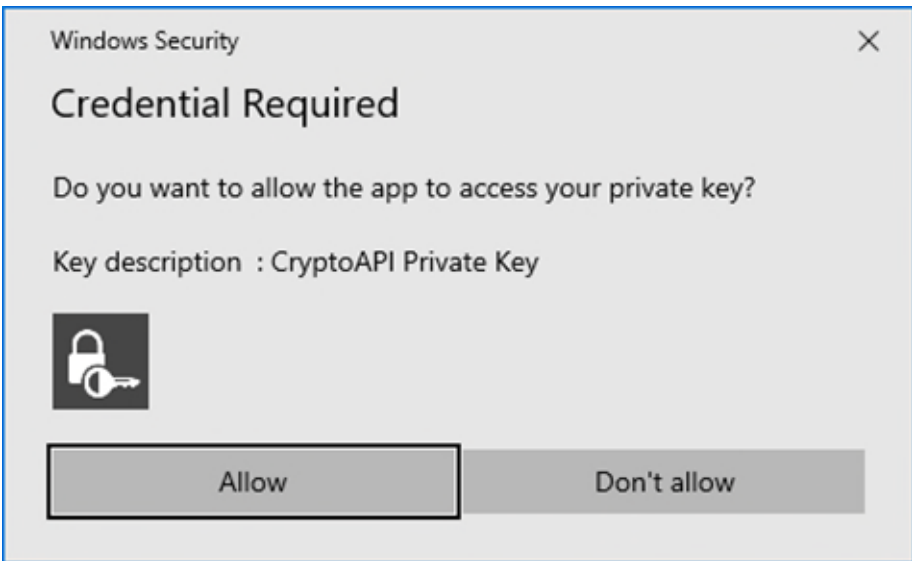 Windows Security
Credential Required
Do you want to allow the app to access your private key?
Key description : CryptoAPI Private Key
Allow
Don't allow